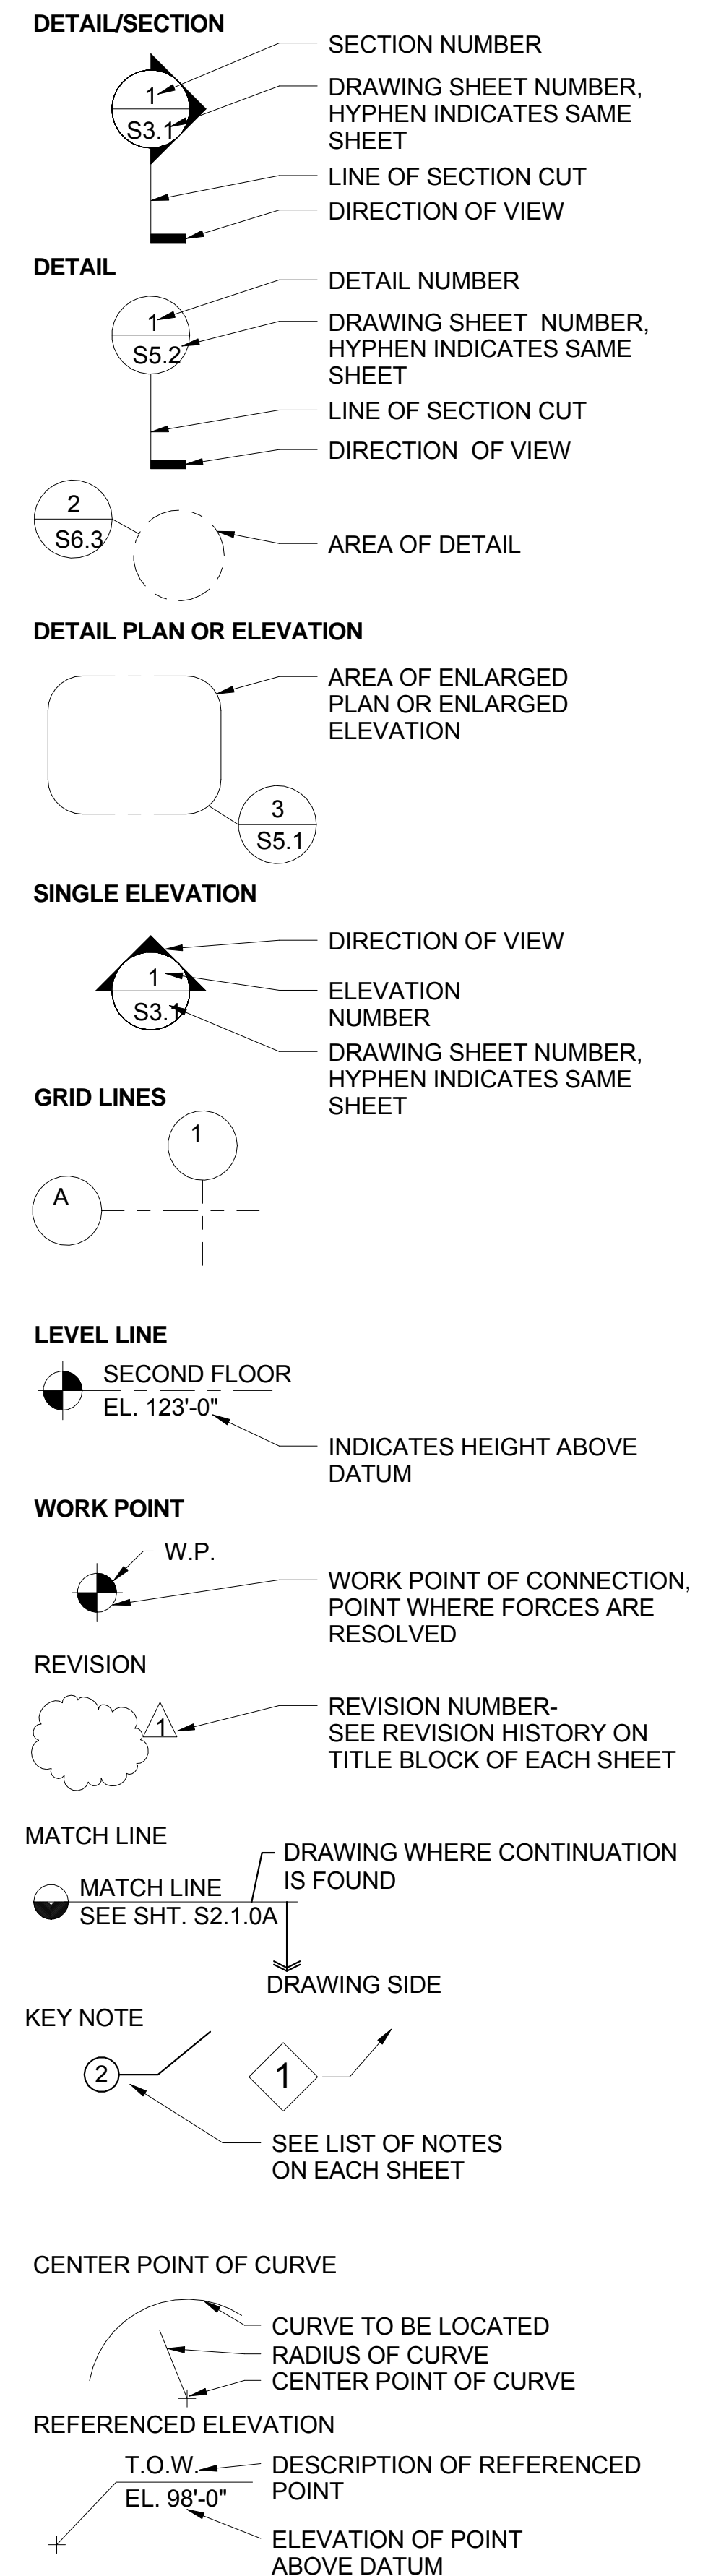 DETAIL/SECTION
SECTION NUMBER
1
DRAWING SHEET NUMBER,
HYPHEN INDICATES SAME
SHEET
S3.1
LINE OF SECTION CUT
DIRECTION OF VIEW
DETAIL
DETAIL NUMBER
1
DRAWING SHEET NUMBER,
HYPHEN INDICATES SAME
SHEET
S5.2
LINE OF SECTION CUT
DIRECTION OF VIEW
2
S6.3
AREA OF DETAIL
DETAIL PLAN OR ELEVATION
AREA OF ENLARGED
PLAN OR ENLARGED
ELEVATION
3
S5.1
SINGLE ELEVATION
DIRECTION OF VIEW
1
ELEVATION
NUMBER
S3.1
DRAWING SHEET NUMBER,
HYPHEN INDICATES SAME
SHEET
GRID LINES
1
A
LEVEL LINE
SECOND FLOOR
EL. 123'-0"
INDICATES HEIGHT ABOVE
DATUM
WORK POINT
W.P.
WORK POINT OF CONNECTION,
POINT WHERE FORCES ARE
RESOLVED
REVISION
1
REVISION NUMBER-
SEE REVISION HISTORY ON
TITLE BLOCK OF EACH SHEET
MATCH LINE
DRAWING WHERE CONTINUATION
IS FOUND
MATCH LINE
SEE SHT. S2.1.0A
DRAWING SIDE
KEY NOTE
2
1
SEE LIST OF NOTES
ON EACH SHEET
CENTER POINT OF CURVE
CURVE TO BE LOCATED
RADIUS OF CURVE
CENTER POINT OF CURVE
REFERENCED ELEVATION
T.O.W.
DESCRIPTION OF REFERENCED
POINT
EL. 98'-0"
ELEVATION OF POINT
ABOVE DATUM